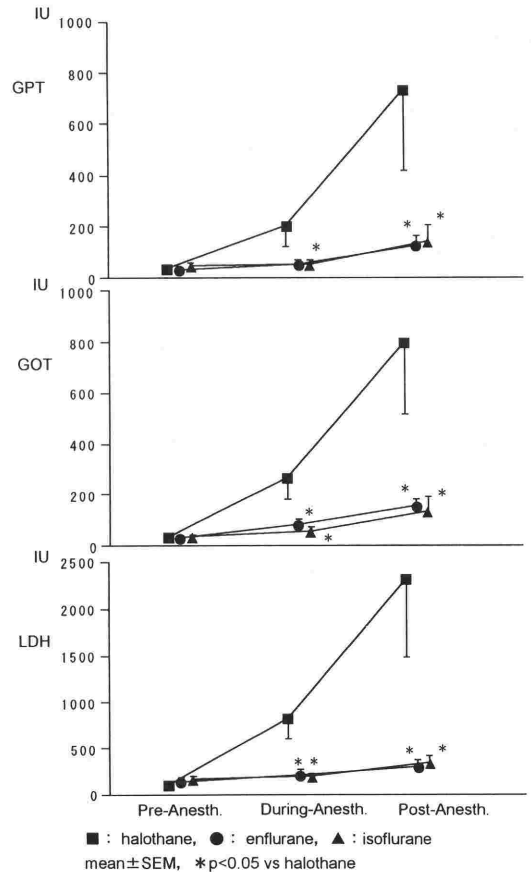 IU
1000
GPT
800
600
400
200
*
* *
0
IU
1000
GOT
800
600
400
200
*
*
* *
0
IU
2500
LDH
2000
1500
1000
500
* *
* *
0
Pre-Anesth. During-Anesth. Post-Anesth.
■ : halothane, ● : enflurane, ▲ : isoflurane
mean±SEM, *p<0.05 vs halothane